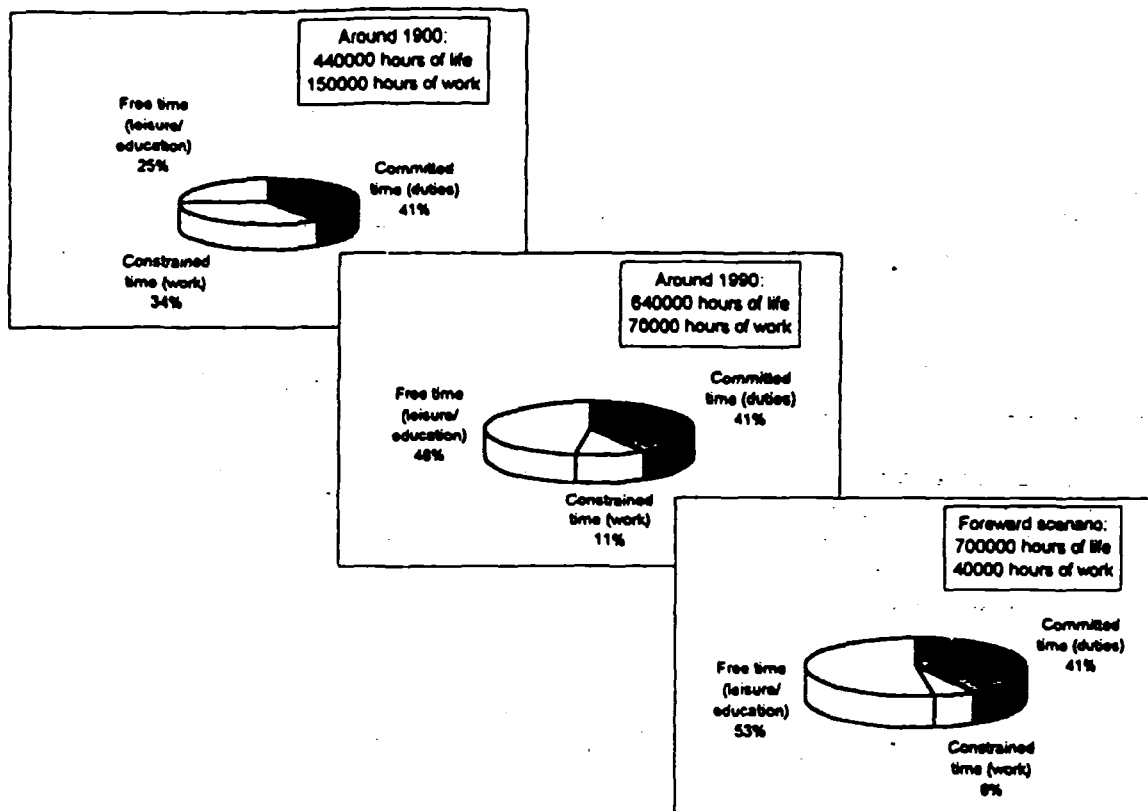 Around 1900:
440000 hours of life
150000 hours of work
Free time
(leisure/
education)
25%
Committed
time (duties)
41%
Constrained
time (work)
34%
Around 1990:
640000 hours of life
70000 hours of work
Free time
(leisure/
education)
48%
Committed
time (duties)
41%
Constrained
time (work)
11%
Foreward scenario:
700000 hours of life
40000 hours of work
Free time
(leisure/
education)
53%
Committed
time (duties)
41%
Constrained
time (work)
6%